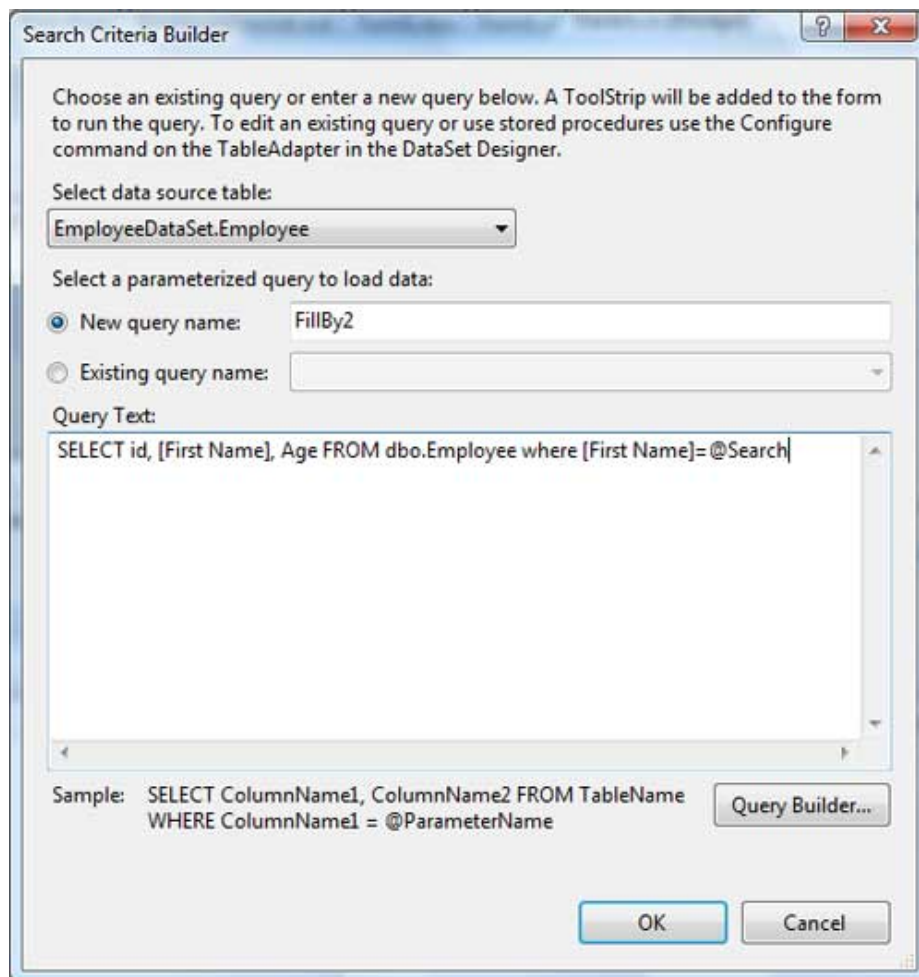 Search Criteria Builder
Choose an existing query or enter a new query below. A ToolStrip will be added to the form
to run the query. To edit an existing query or use stored procedures use the Configure
command on the TableAdapter in the DataSet Designer.
Select data source table:
EmployeeDataSet.Employee
Select a parameterized query to load data:
New query name: FillBy2
Existing query name:
Query Text:
SELECT id, [First Name], Age FROM dbo.Employee where [First Name]=@Search
Sample: SELECT ColumnName1, ColumnName2 FROM TableName
WHERE ColumnName1 = @ParameterName
Query Builder...
OK Cancel